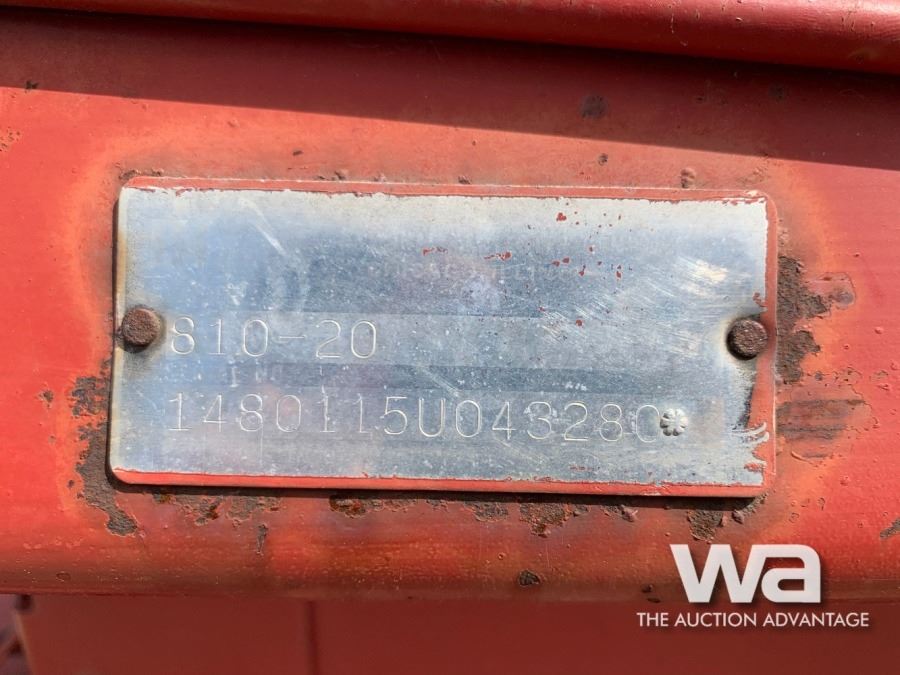 810-20
1480115U043280
wa
THE AUCTION ADVANTAGE